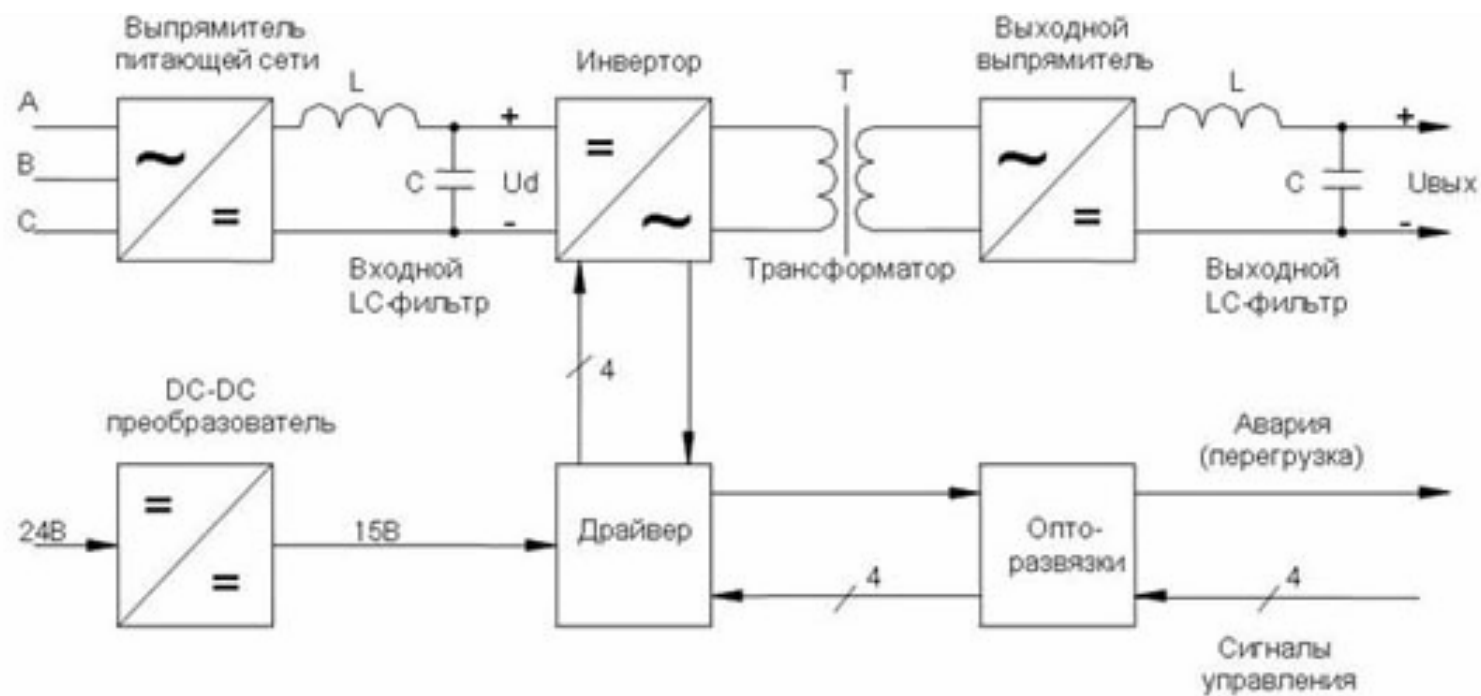 Выпрямитель
питающей сети
L
Инвертор
T
Выходной
выпрямитель
L
A
B
C
~
=
C
+
Ud
-
=
~
~
=
C
+
Uвых
-
Входной
LC-фильтр
Трансформатор
Выходной
LC-фильтр
4
DC-DC
преобразователь
Авария
(перегрузка)
24В
=
=
15В
Драйвер
Опто-
развязки
4
4
Сигналы
управления